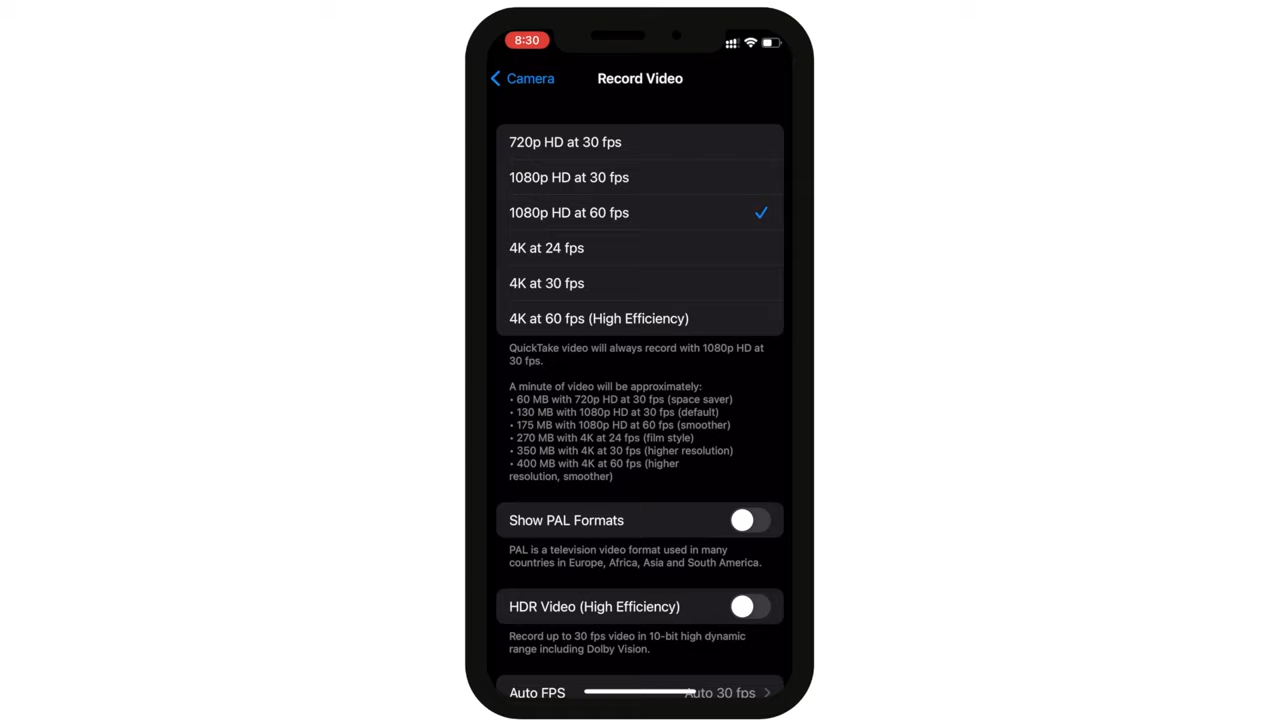 8:30
Camera
Record Video
720p HD at 30 fps
1080p HD at 30 fps
1080p HD at 60 fps
4K at 24 fps
4K at 30 fps
4K at 60 fps (High Efficiency)
QuickTake video will always record with 1080p HD at
30 fps.
A minute of video will be approximately:
• 60 MB with 720p HD at 30 fps (space saver)
• 130 MB with 1080p HD at 30 fps (default)
• 175 MB with 1080p HD at 60 fps (smoother)
• 270 MB with 4K at 24 fps (film style)
• 350 MB with 4K at 30 fps (higher resolution)
• 400 MB with 4K at 60 fps (higher
resolution, smoother)
Show PAL Formats
PAL is a television video format used in many
countries in Europe, Africa, Asia and South America.
HDR Video (High Efficiency)
Record up to 30 fps video in 10-bit high dynamic
range including Dolby Vision.
Auto FPS Auto 30 fps